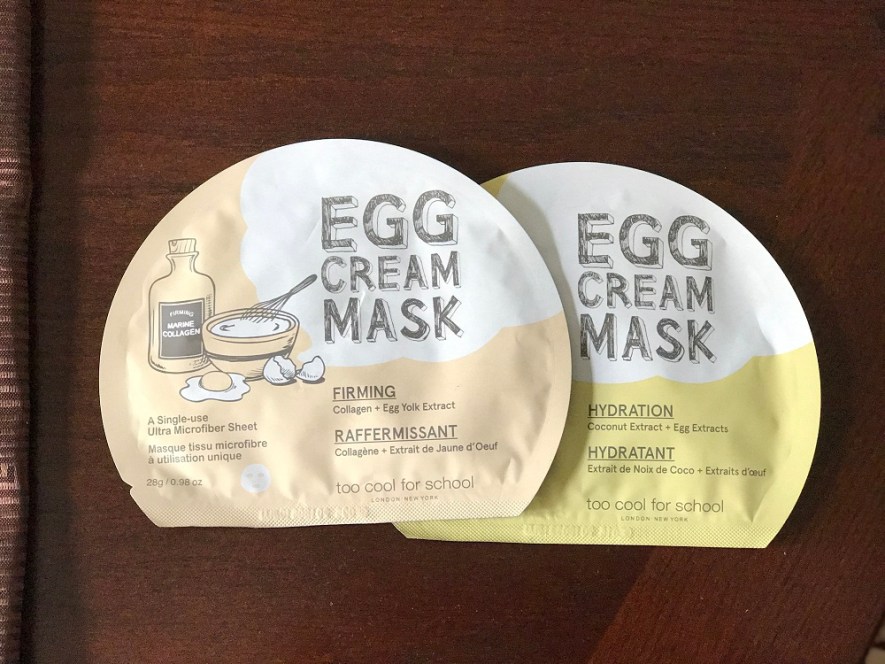 EGG
CREAM
MASK
FIRMING
MARINE
COLLAGEN
FIRMING
Collagen + Egg Yolk Extract
RAFFERMISSANT
Collagène + Extrait de Jaune d'Oeuf
A Single-use
Ultra Microfiber Sheet
Masque tissu microfibre
à utilisation unique
28g / 0.98 oz
too cool for school
LONDON NEW YORK
EGG
CREAM
MASK
HYDRATION
Coconut Extract + Egg Extracts
HYDRATANT
Extrait de Noix de Coco + Extraits d'œuf
too cool for school
LONDON NEW YORK